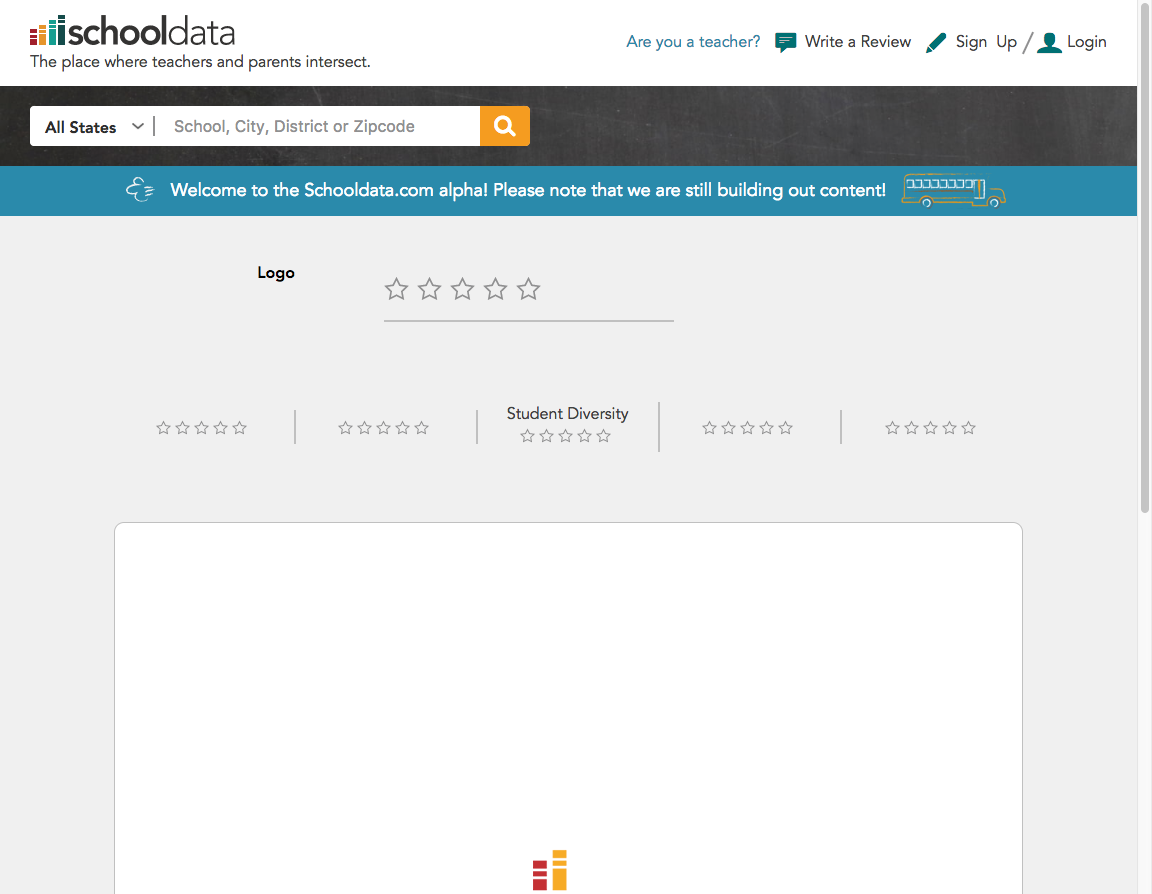 schooldata
The place where teachers and parents intersect.
Are you a teacher? Write a Review Sign Up / Login
All States | School, City, District or Zipcode
Welcome to the Schooldata.com alpha! Please note that we are still building out content!
Logo
Student Diversity